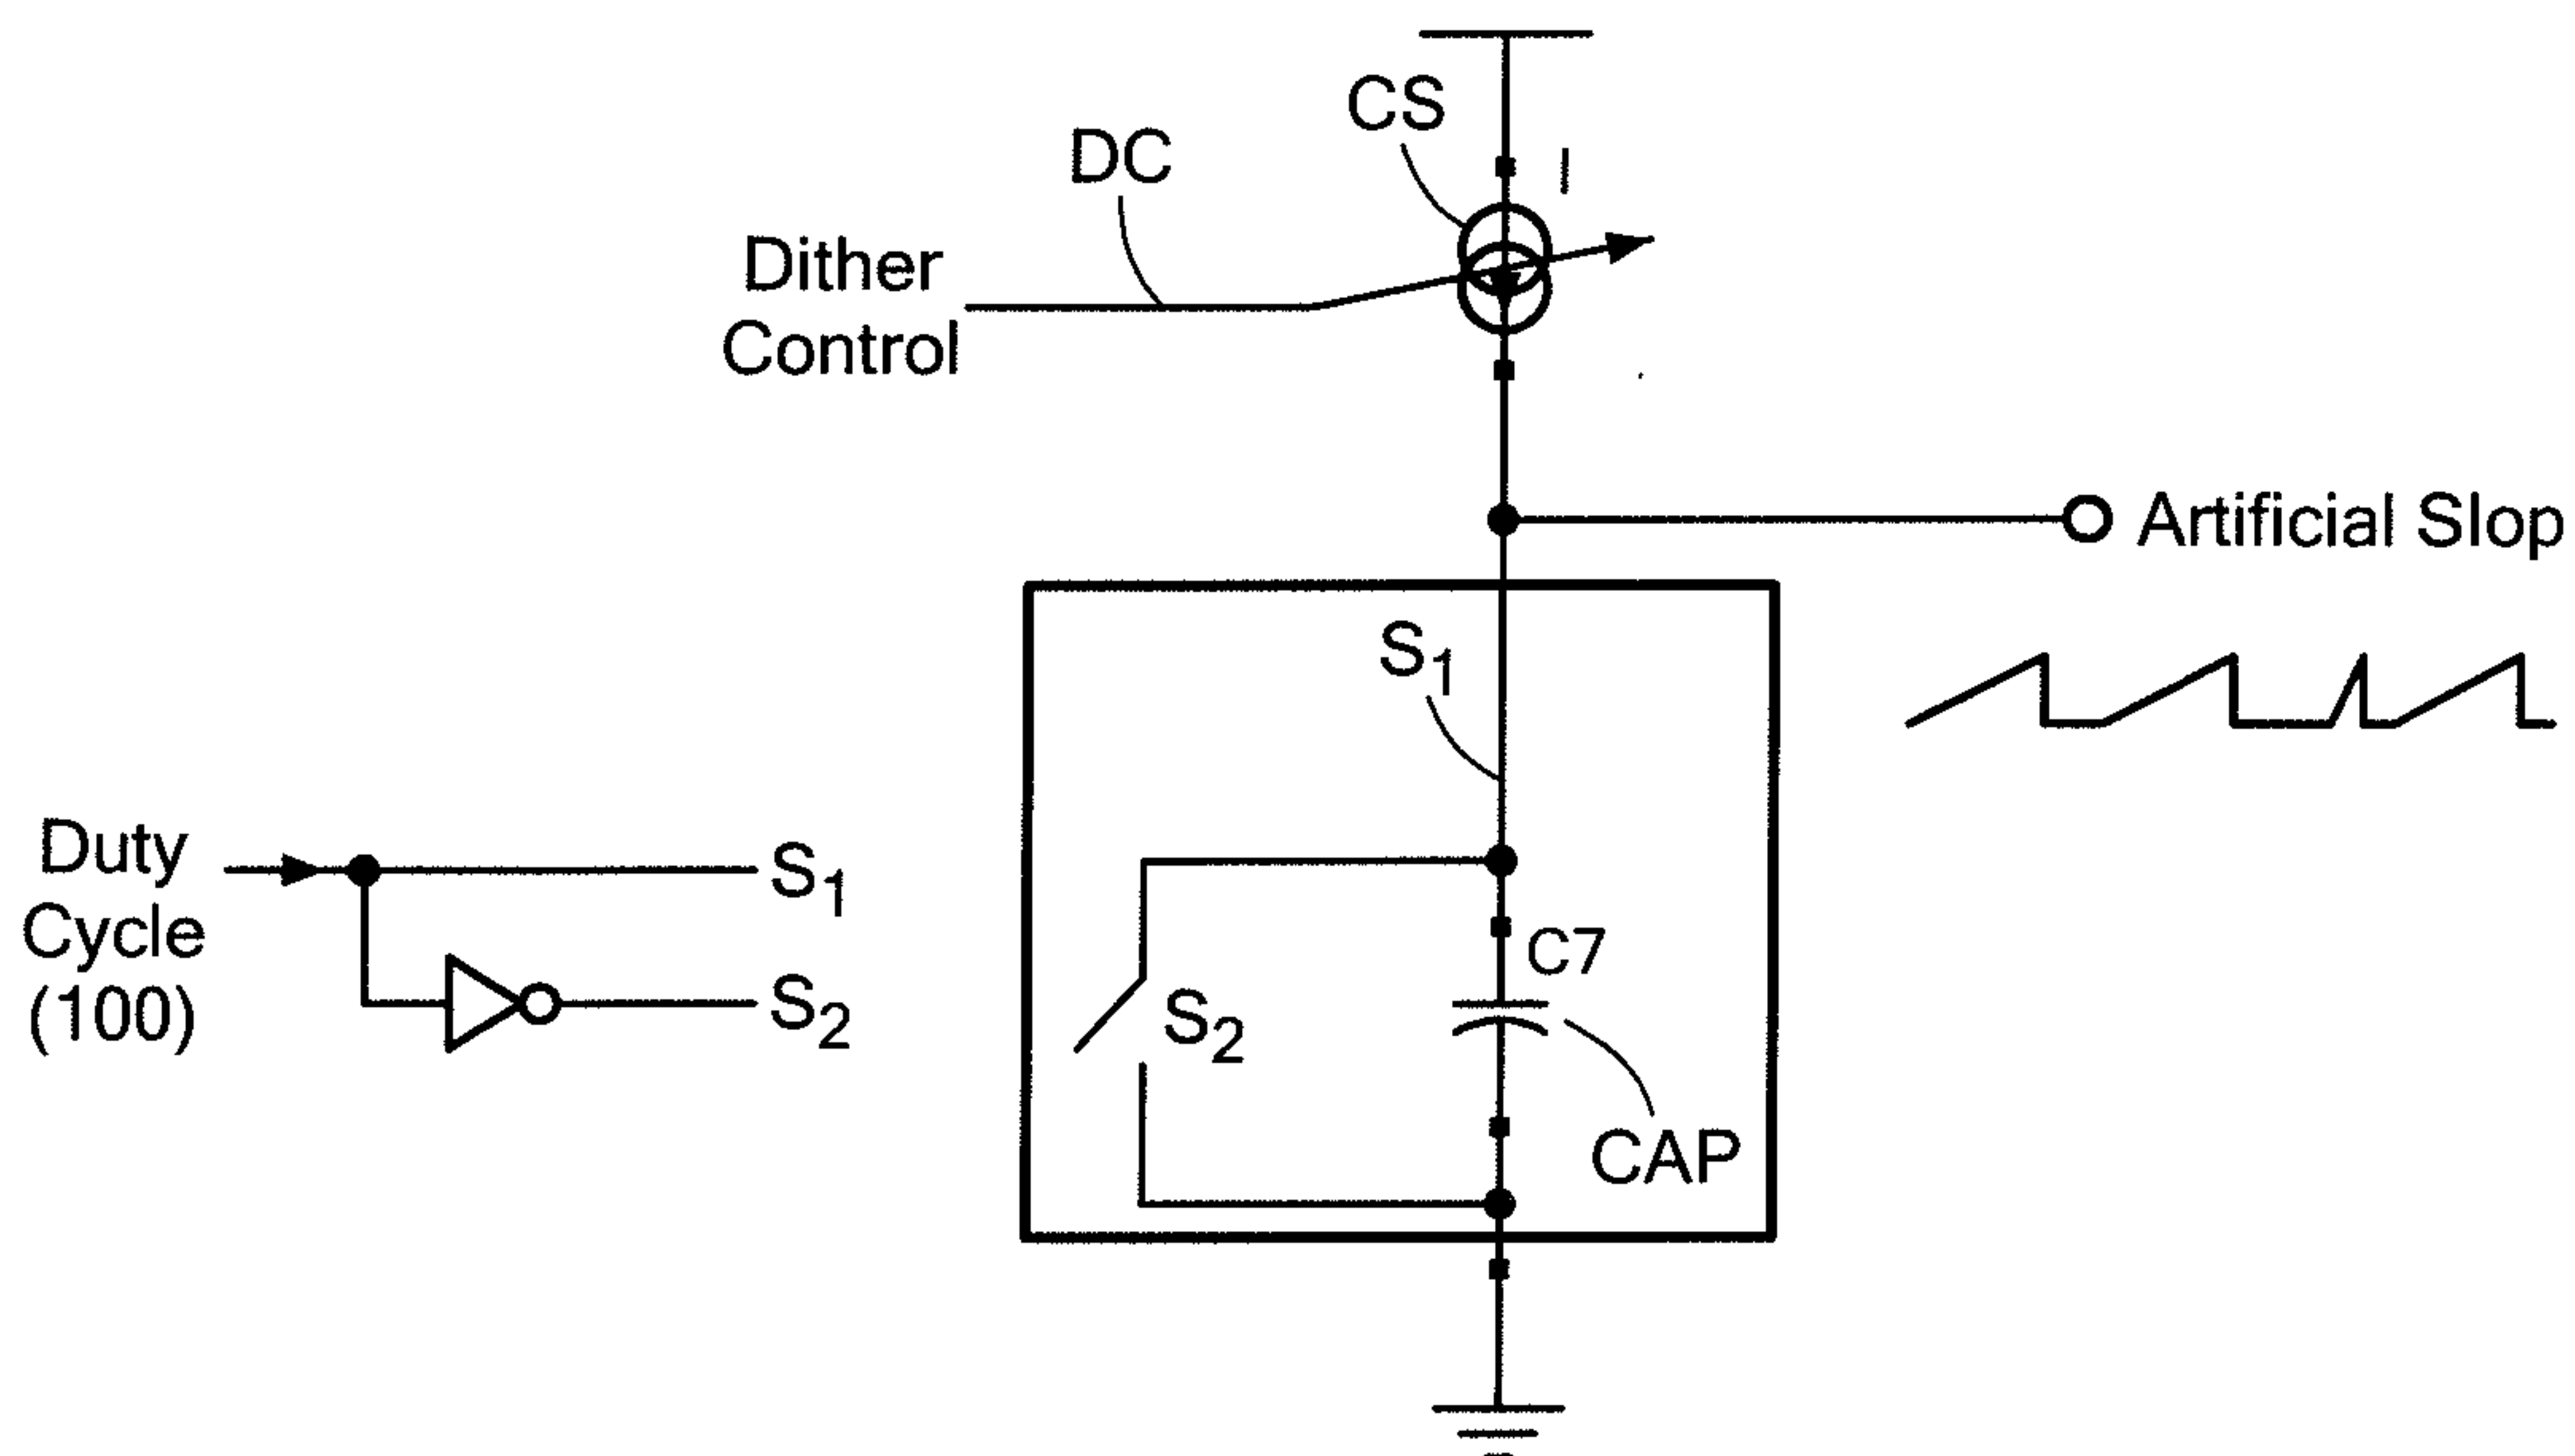 CS
I
DC
Dither
Control
Artificial Slop
S1
Duty
Cycle
(100)
S1
S2
C7
S2
CAP